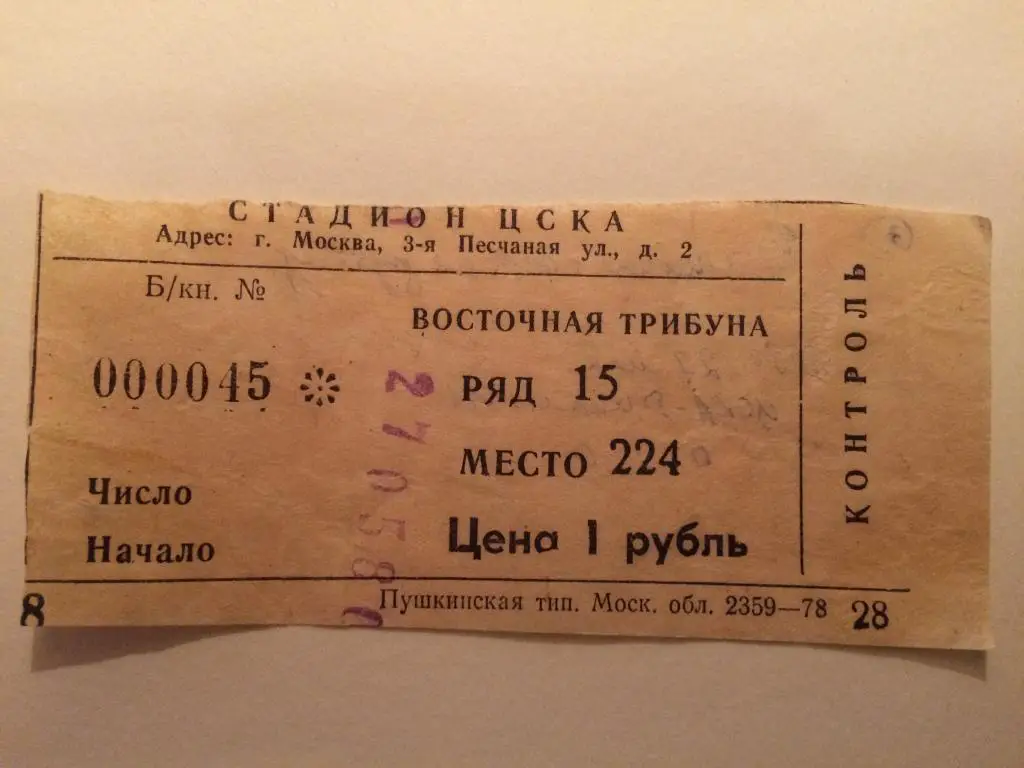 СТАДИОН ЦСКА
Адрес: г. Москва, 3-я Песчаная ул., д. 2
Б/кн. №
ВОСТОЧНАЯ ТРИБУНА
000045
РЯД 15
МЕСТО 224
Число
Начало
Цена 1 рубль
27058
КОНТРОЛЬ
8
Пушкинская тип. Моск. обл. 2359—78
28